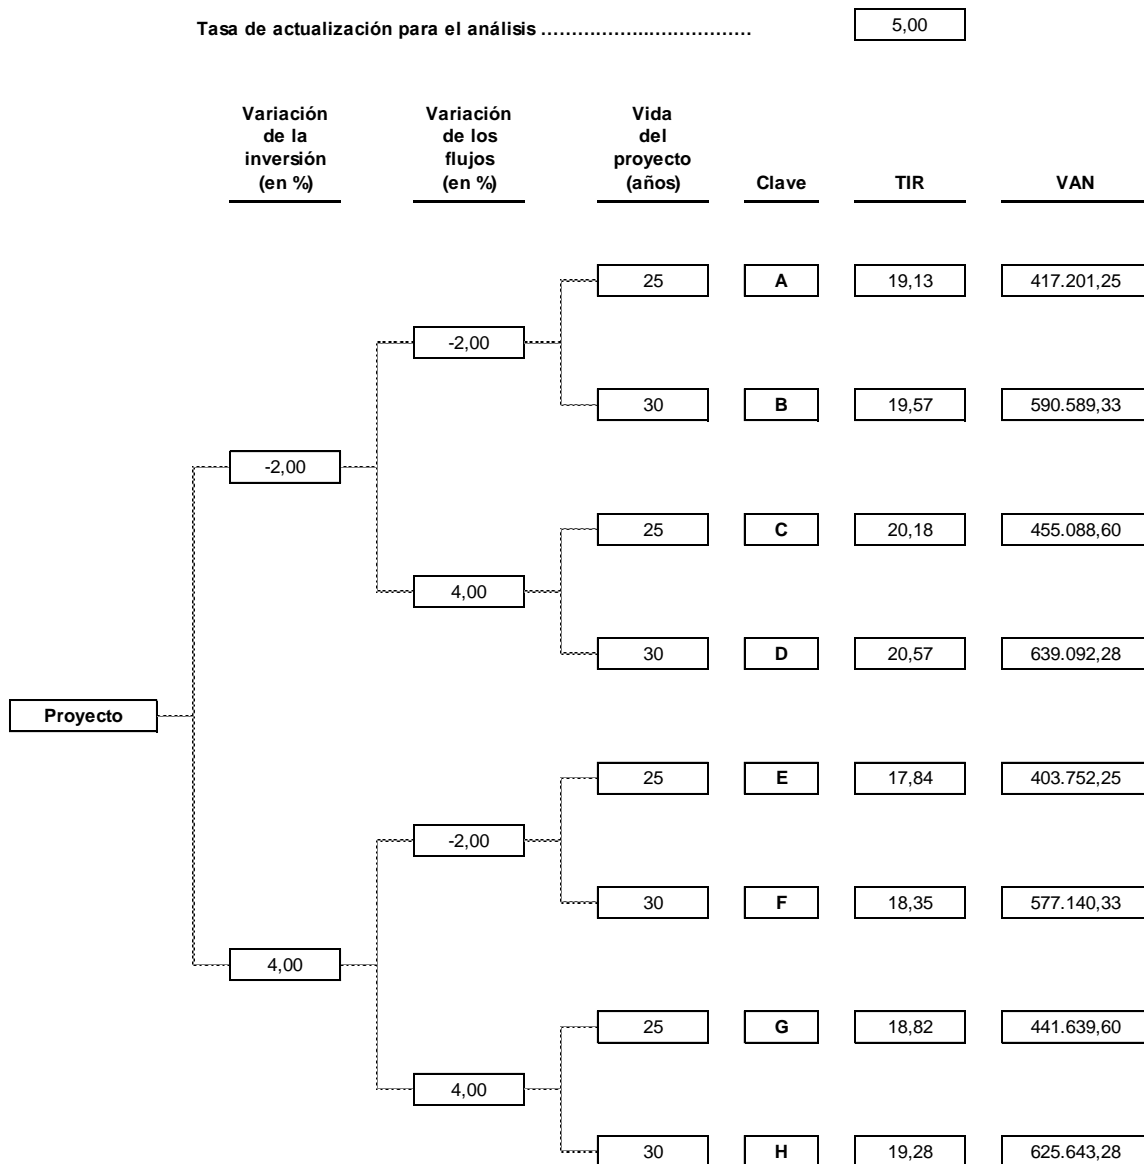 Tasa de actualización para el análisis ………………..….…………… 5,00
Variación Variación Vida
de la de los del
inversión flujos proyecto
(en %) (en %) (años) Clave TIR VAN
25 A 19,13 417.201,25
-2,00
30 B 19,57 590.589,33
-2,00
25 C 20,18 455.088,60
4,00
30 D 20,57 639.092,28
Proyecto
25 E 17,84 403.752,25
-2,00
30 F 18,35 577.140,33
4,00
25 G 18,82 441.639,60
4,00
30 H 19,28 625.643,28